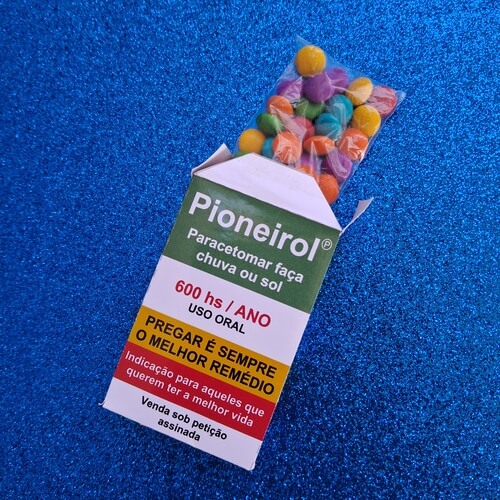 Pioneirol℗
Paracetomar faça
chuva ou sol
600 hs / ANO
USO ORAL
PREGAR É SEMPRE
O MELHOR REMÉDIO
Indicação para aqueles que
querem ter a melhor vida
Venda sob petição
assinada